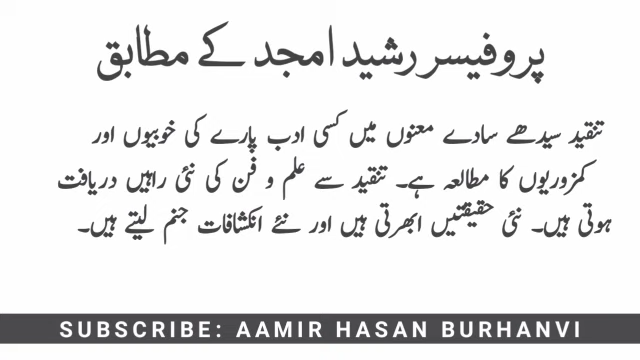 پروفیسر رشید امجد کے مطابق
تنقید سیدھے سادے معنوں میں کسی ادب پارے کی خوبیوں اور
کمزوریوں کا مطالعہ ہے۔ تنقید سے علم و فن کی نئی راہیں دریافت
ہوتی ہیں۔ نئی حقیقتیں ابھرتی ہیں اور نئے انکشافات جنم لیتے ہیں۔
SUBSCRIBE: AAMIR HASAN BURHANVI